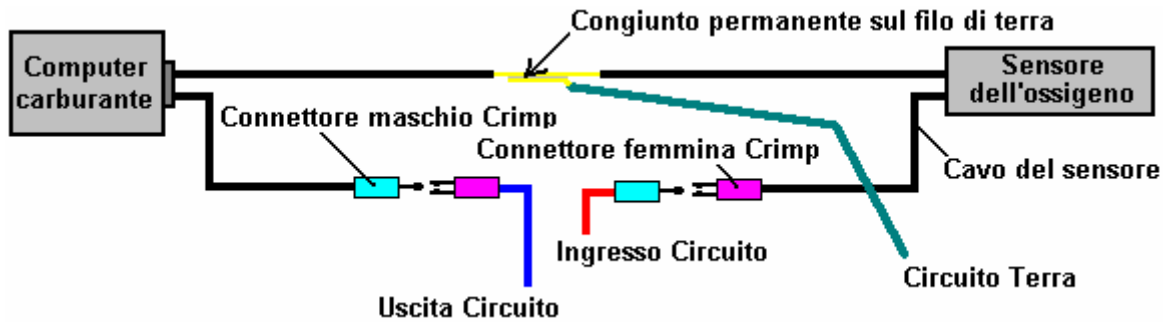 Congiunto permanente sul filo di terra
Computer
carburante
Sensore
dell'ossigeno
Connettore maschio Crimp
Connettore femmina Crimp
Cavo del sensore
Ingresso Circuito
Circuito Terra
Uscita Circuito